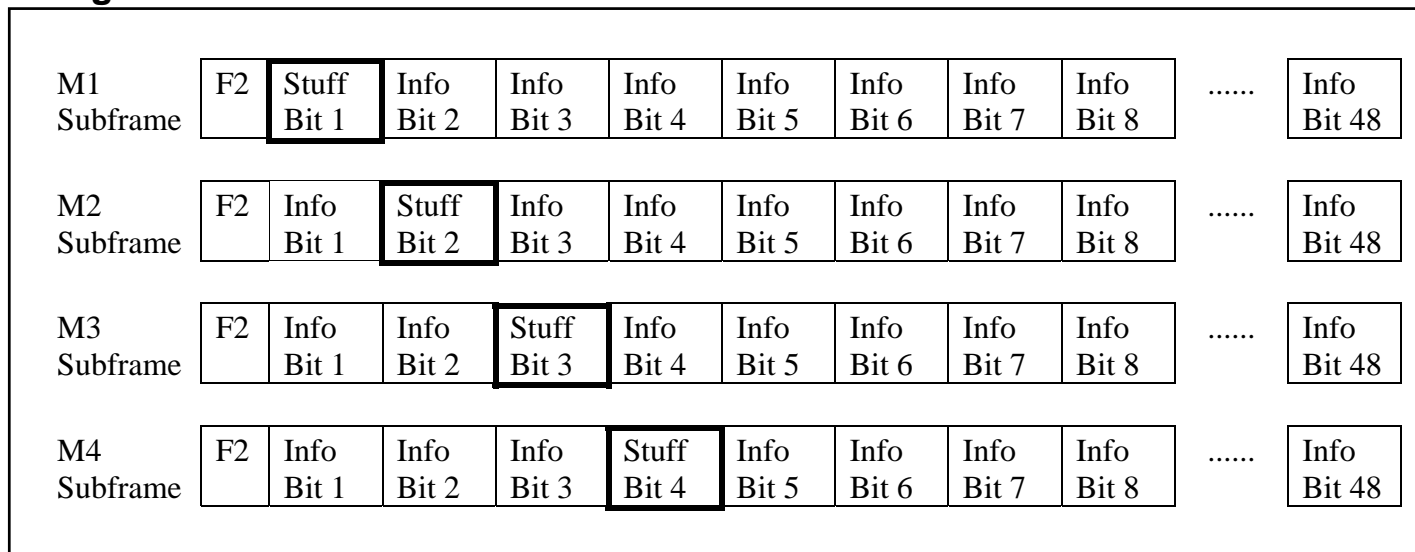 M1 F2 Stuff Info Info Info Info Info Info Info ...... Info
Subframe Bit 1 Bit 2 Bit 3 Bit 4 Bit 5 Bit 6 Bit 7 Bit 8 Bit 48
M2 F2 Info Stuff Info Info Info Info Info Info ...... Info
Subframe Bit 1 Bit 2 Bit 3 Bit 4 Bit 5 Bit 6 Bit 7 Bit 8 Bit 48
M3 F2 Info Info Stuff Info Info Info Info Info ...... Info
Subframe Bit 1 Bit 2 Bit 3 Bit 4 Bit 5 Bit 6 Bit 7 Bit 8 Bit 48
M4 F2 Info Info Info Stuff Info Info Info Info ...... Info
Subframe Bit 1 Bit 2 Bit 3 Bit 4 Bit 5 Bit 6 Bit 7 Bit 8 Bit 48